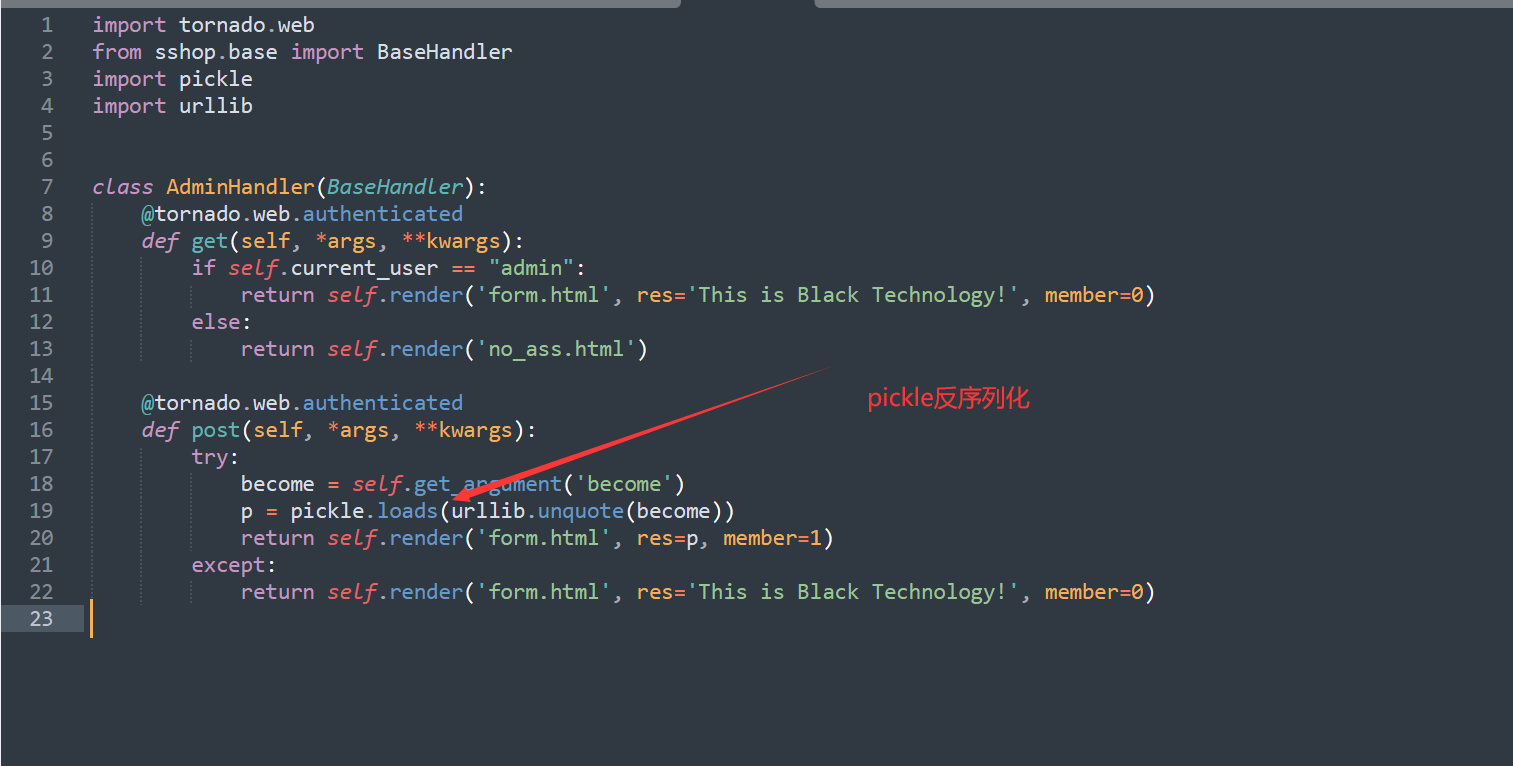 1 import tornado.web
2 from sshop.base import BaseHandler
3 import pickle
4 import urllib
5
6
7 class AdminHandler(BaseHandler):
8     @tornado.web.authenticated
9     def get(self, *args, **kwargs):
10         if self.current_user == "admin":
11             return self.render('form.html', res='This is Black Technology!', member=0)
12         else:
13             return self.render('no_ass.html')
14
15     @tornado.web.authenticated
pickle反序列化
16     def post(self, *args, **kwargs):
17         try:
18             become = self.get_argument('become')
19             p = pickle.loads(urllib.unquote(become))
20             return self.render('form.html', res=p, member=1)
21         except:
22             return self.render('form.html', res='This is Black Technology!', member=0)
23